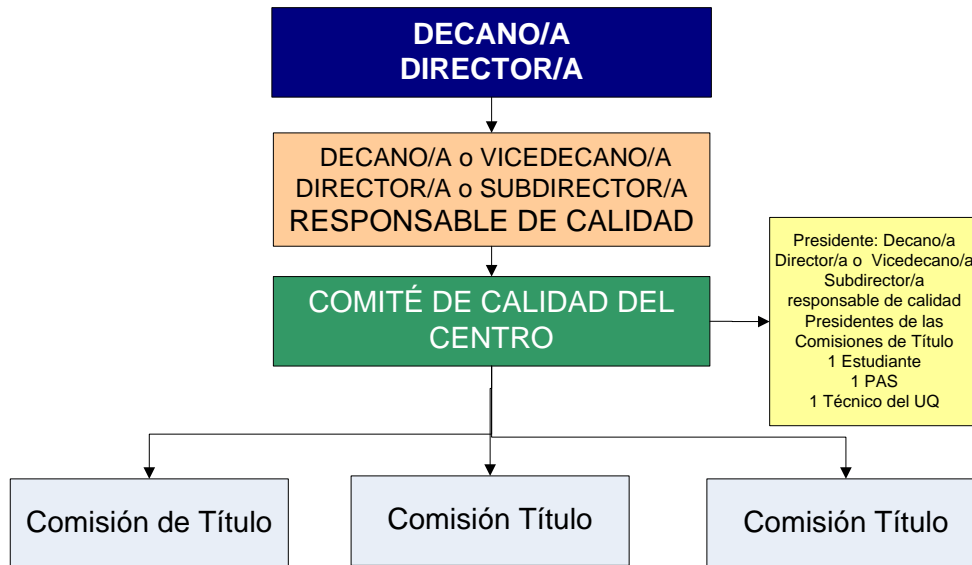 DECANO/A
DIRECTOR/A
DECANO/A o VICEDECANO/A
DIRECTOR/A o SUBDIRECTOR/A
RESPONSABLE DE CALIDAD
COMITÉ DE CALIDAD DEL
CENTRO
Presidente: Decano/a
Director/a o Vicedecano/a
Subdirector/a
responsable de calidad
Presidentes de las
Comisiones de Título
1 Estudiante
1 PAS
1 Técnico del UQ
Comisión de Título
Comisión Título
Comisión Título